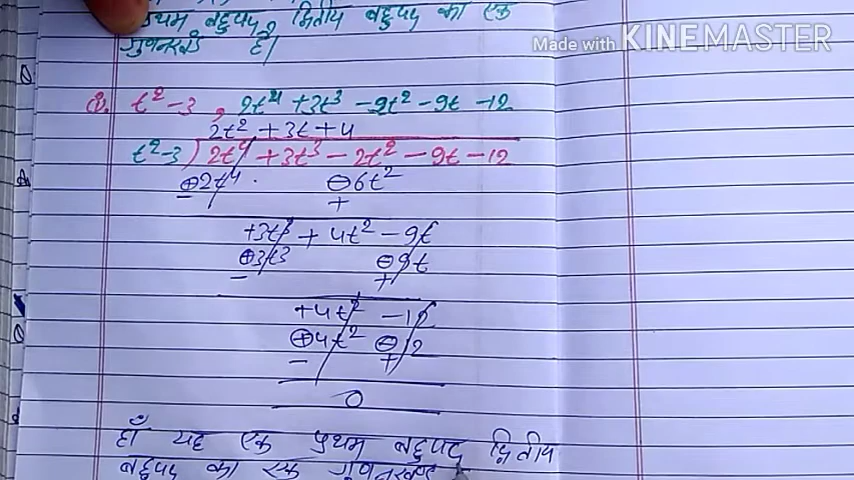 प्रथम बहुपद, द्वितीय बहुपद का एक
गुणनखंड है।
Made with KINEMASTER
t² - 3 , 2t⁴ + 3t³ - 2t² - 9t - 12
2t² + 3t + 4
t²-3 ) 2t⁴ + 3t³ - 2t² - 9t - 12
⊕2t⁴ . ⊖6t²
- +
+3t³ + 4t² - 9t
⊕3t³ ⊖9t
- +
+4t² - 12
⊕4t² ⊖12
- +
0
हाँ यह एक प्रथम बहुपद द्वितीय
बहुपद का एक गुणनखण्ड